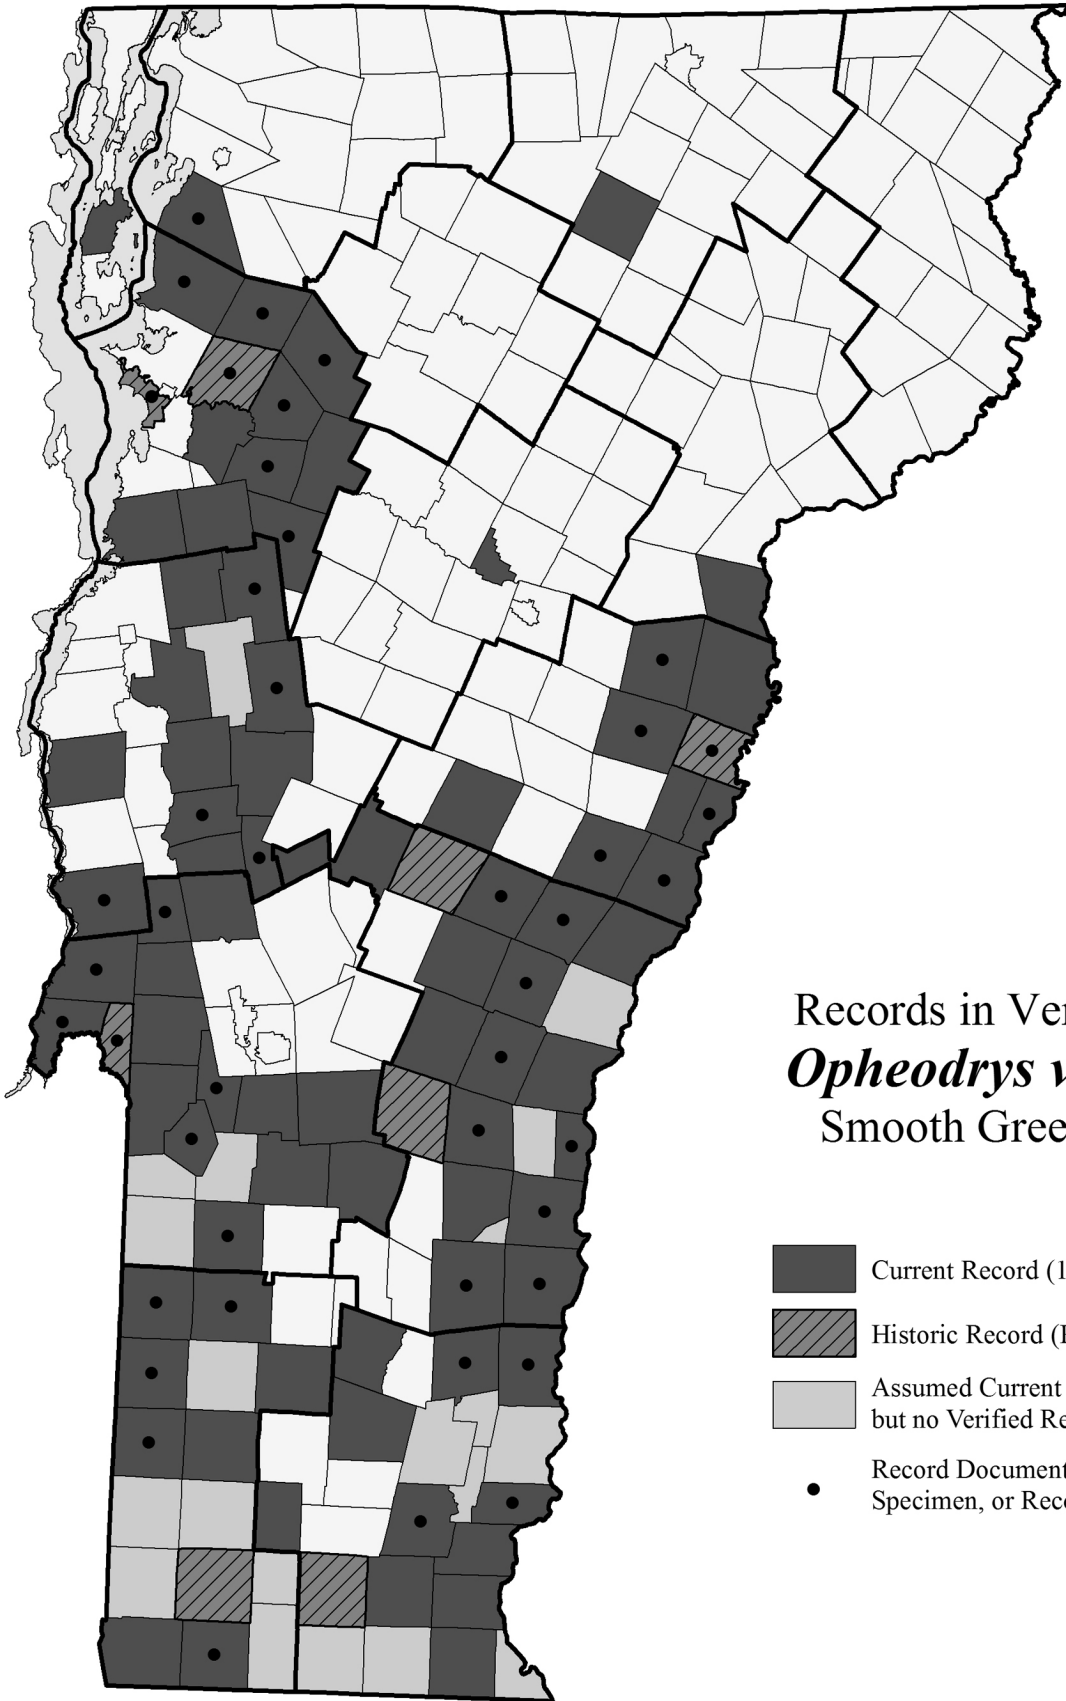 Records in Ver
Opheodrys v
Smooth Gree
Current Record (1
Historic Record (
Assumed Current
but no Verified Re
Record Document
Specimen, or Reco